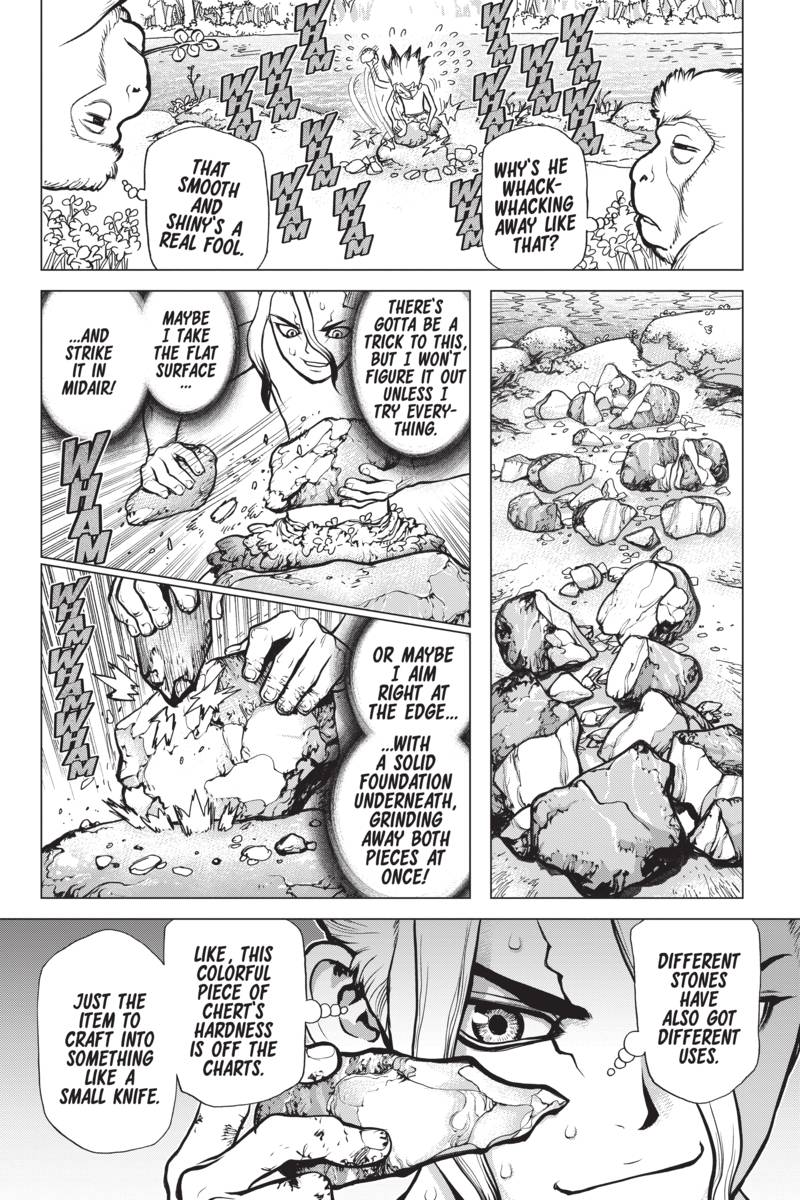 WHY'S HE
WHACK-
WHACKING
AWAY LIKE
THAT?
WHAM
WHAM
WHAM
WHAM
WHAM
WHAM
WHAM
WHAM
WHAM
WHAM
WHAM
WHAM
THAT
SMOOTH
AND
SHINY'S A
REAL FOOL.
THERE'S
GOTTA BE A
TRICK TO THIS,
BUT I WON'T
FIGURE IT OUT
UNLESS I
TRY EVERY-
THING.
MAYBE
I TAKE
THE FLAT
SURFACE
...
...AND
STRIKE
IT IN
MIDAIR!
WHAM
WHAM
OR MAYBE
I AIM
RIGHT AT
THE EDGE...
...WITH
A SOLID
FOUNDATION
UNDERNEATH,
GRINDING
AWAY BOTH
PIECES AT
ONCE!
WHAMWHAMWHAM
DIFFERENT
STONES
HAVE
ALSO GOT
DIFFERENT
USES.
LIKE, THIS
COLORFUL
PIECE OF
CHERT'S
HARDNESS
IS OFF THE
CHARTS.
JUST THE
ITEM TO
CRAFT INTO
SOMETHING
LIKE A
SMALL KNIFE.